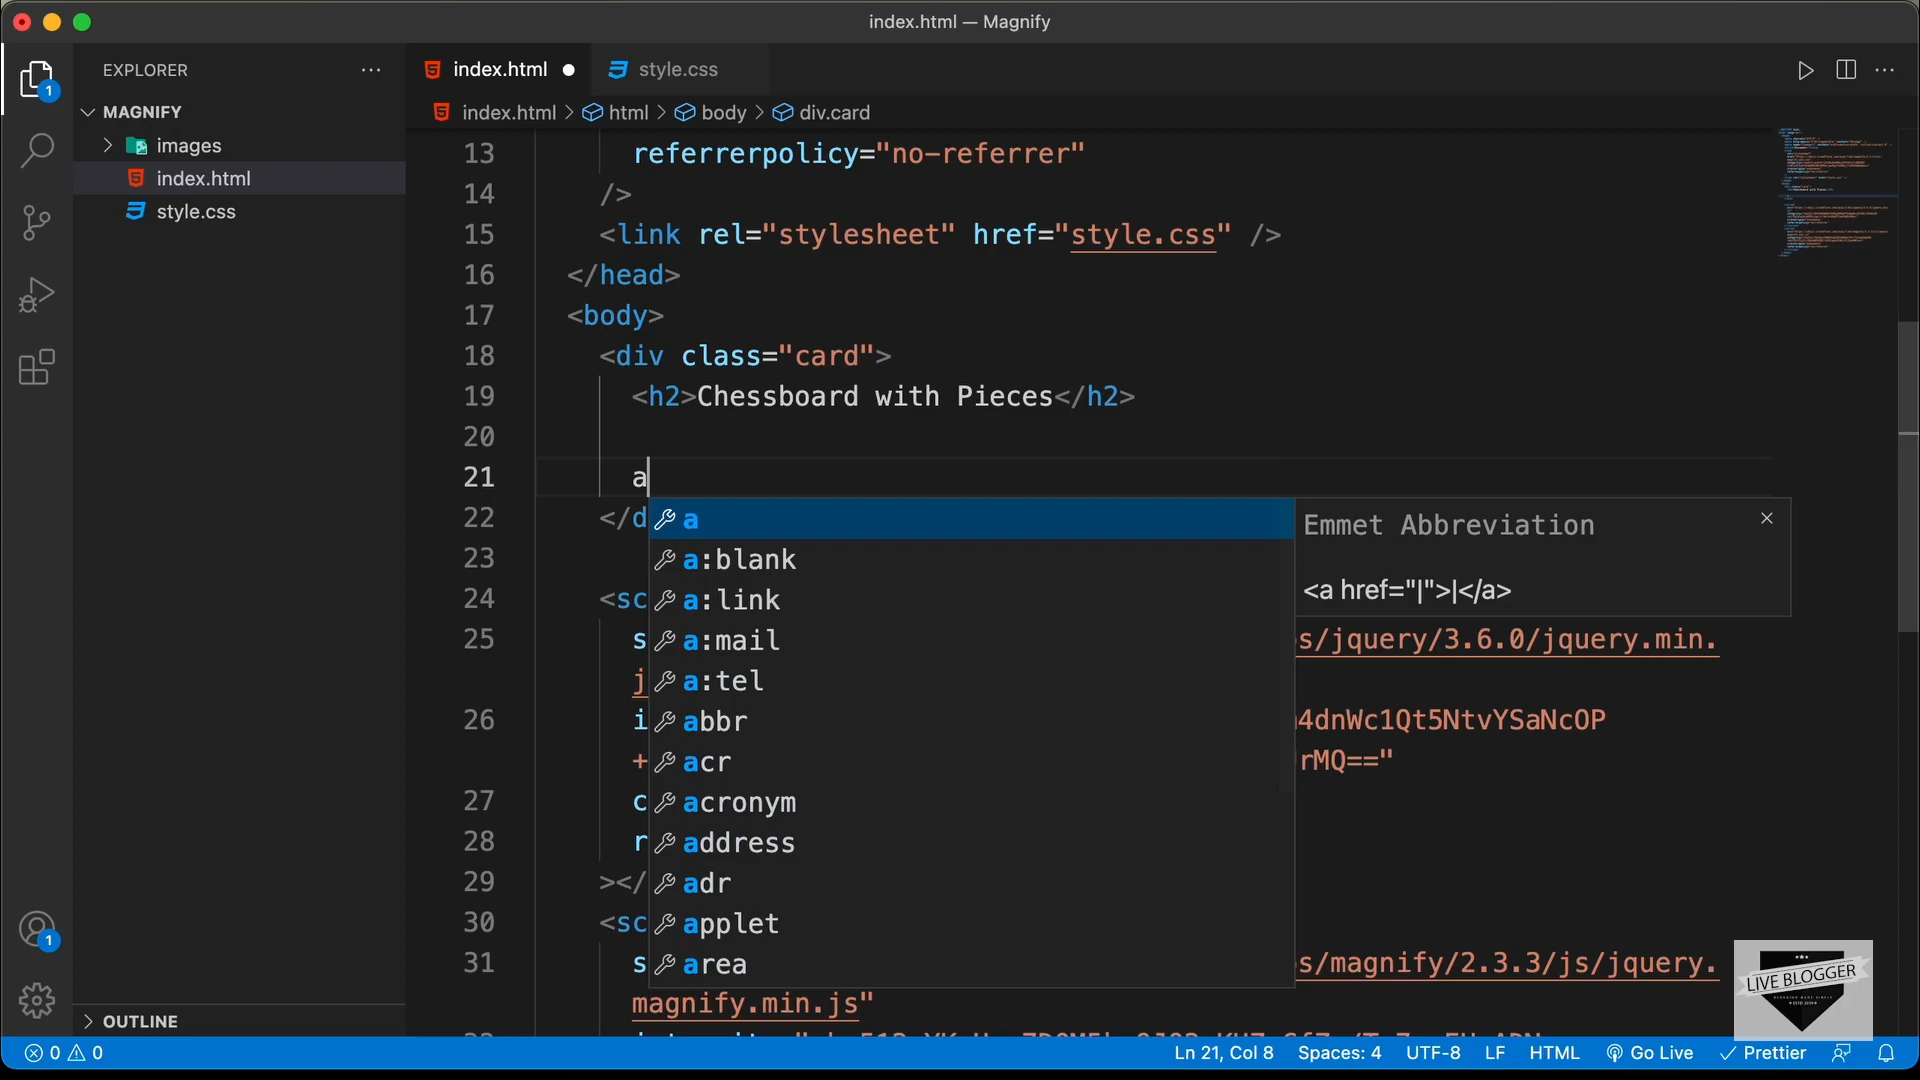 index.html — Magnify
EXPLORER
index.html
style.css
1
MAGNIFY
index.html
html
body
div.card
images
index.html
style.css
13 referrerpolicy="no-referrer"
14 />
15 <link rel="stylesheet" href="style.css" />
16 </head>
17 <body>
18 <div class="card">
19 <h2>Chessboard with Pieces</h2>
20
21 a
22 </d
a
Emmet Abbreviation
23
a:blank
<a href="|">|</a>
24 <sc
a:link
25 s
a:mail
s/jquery/3.6.0/jquery.min.
j
a:tel
26 i
abbr
4dnWc1Qt5NtvYSaNcOP
+
acr
rMQ=="
27 c
acronym
28 r
address
29 ></
adr
30 <sc
applet
31 s
area
s/magnify/2.3.3/js/jquery.
magnify.min.js"
1
LIVE BLOGGER
OUTLINE
0 0
Ln 21, Col 8
Spaces: 4
UTF-8
LF
HTML
Go Live
Prettier